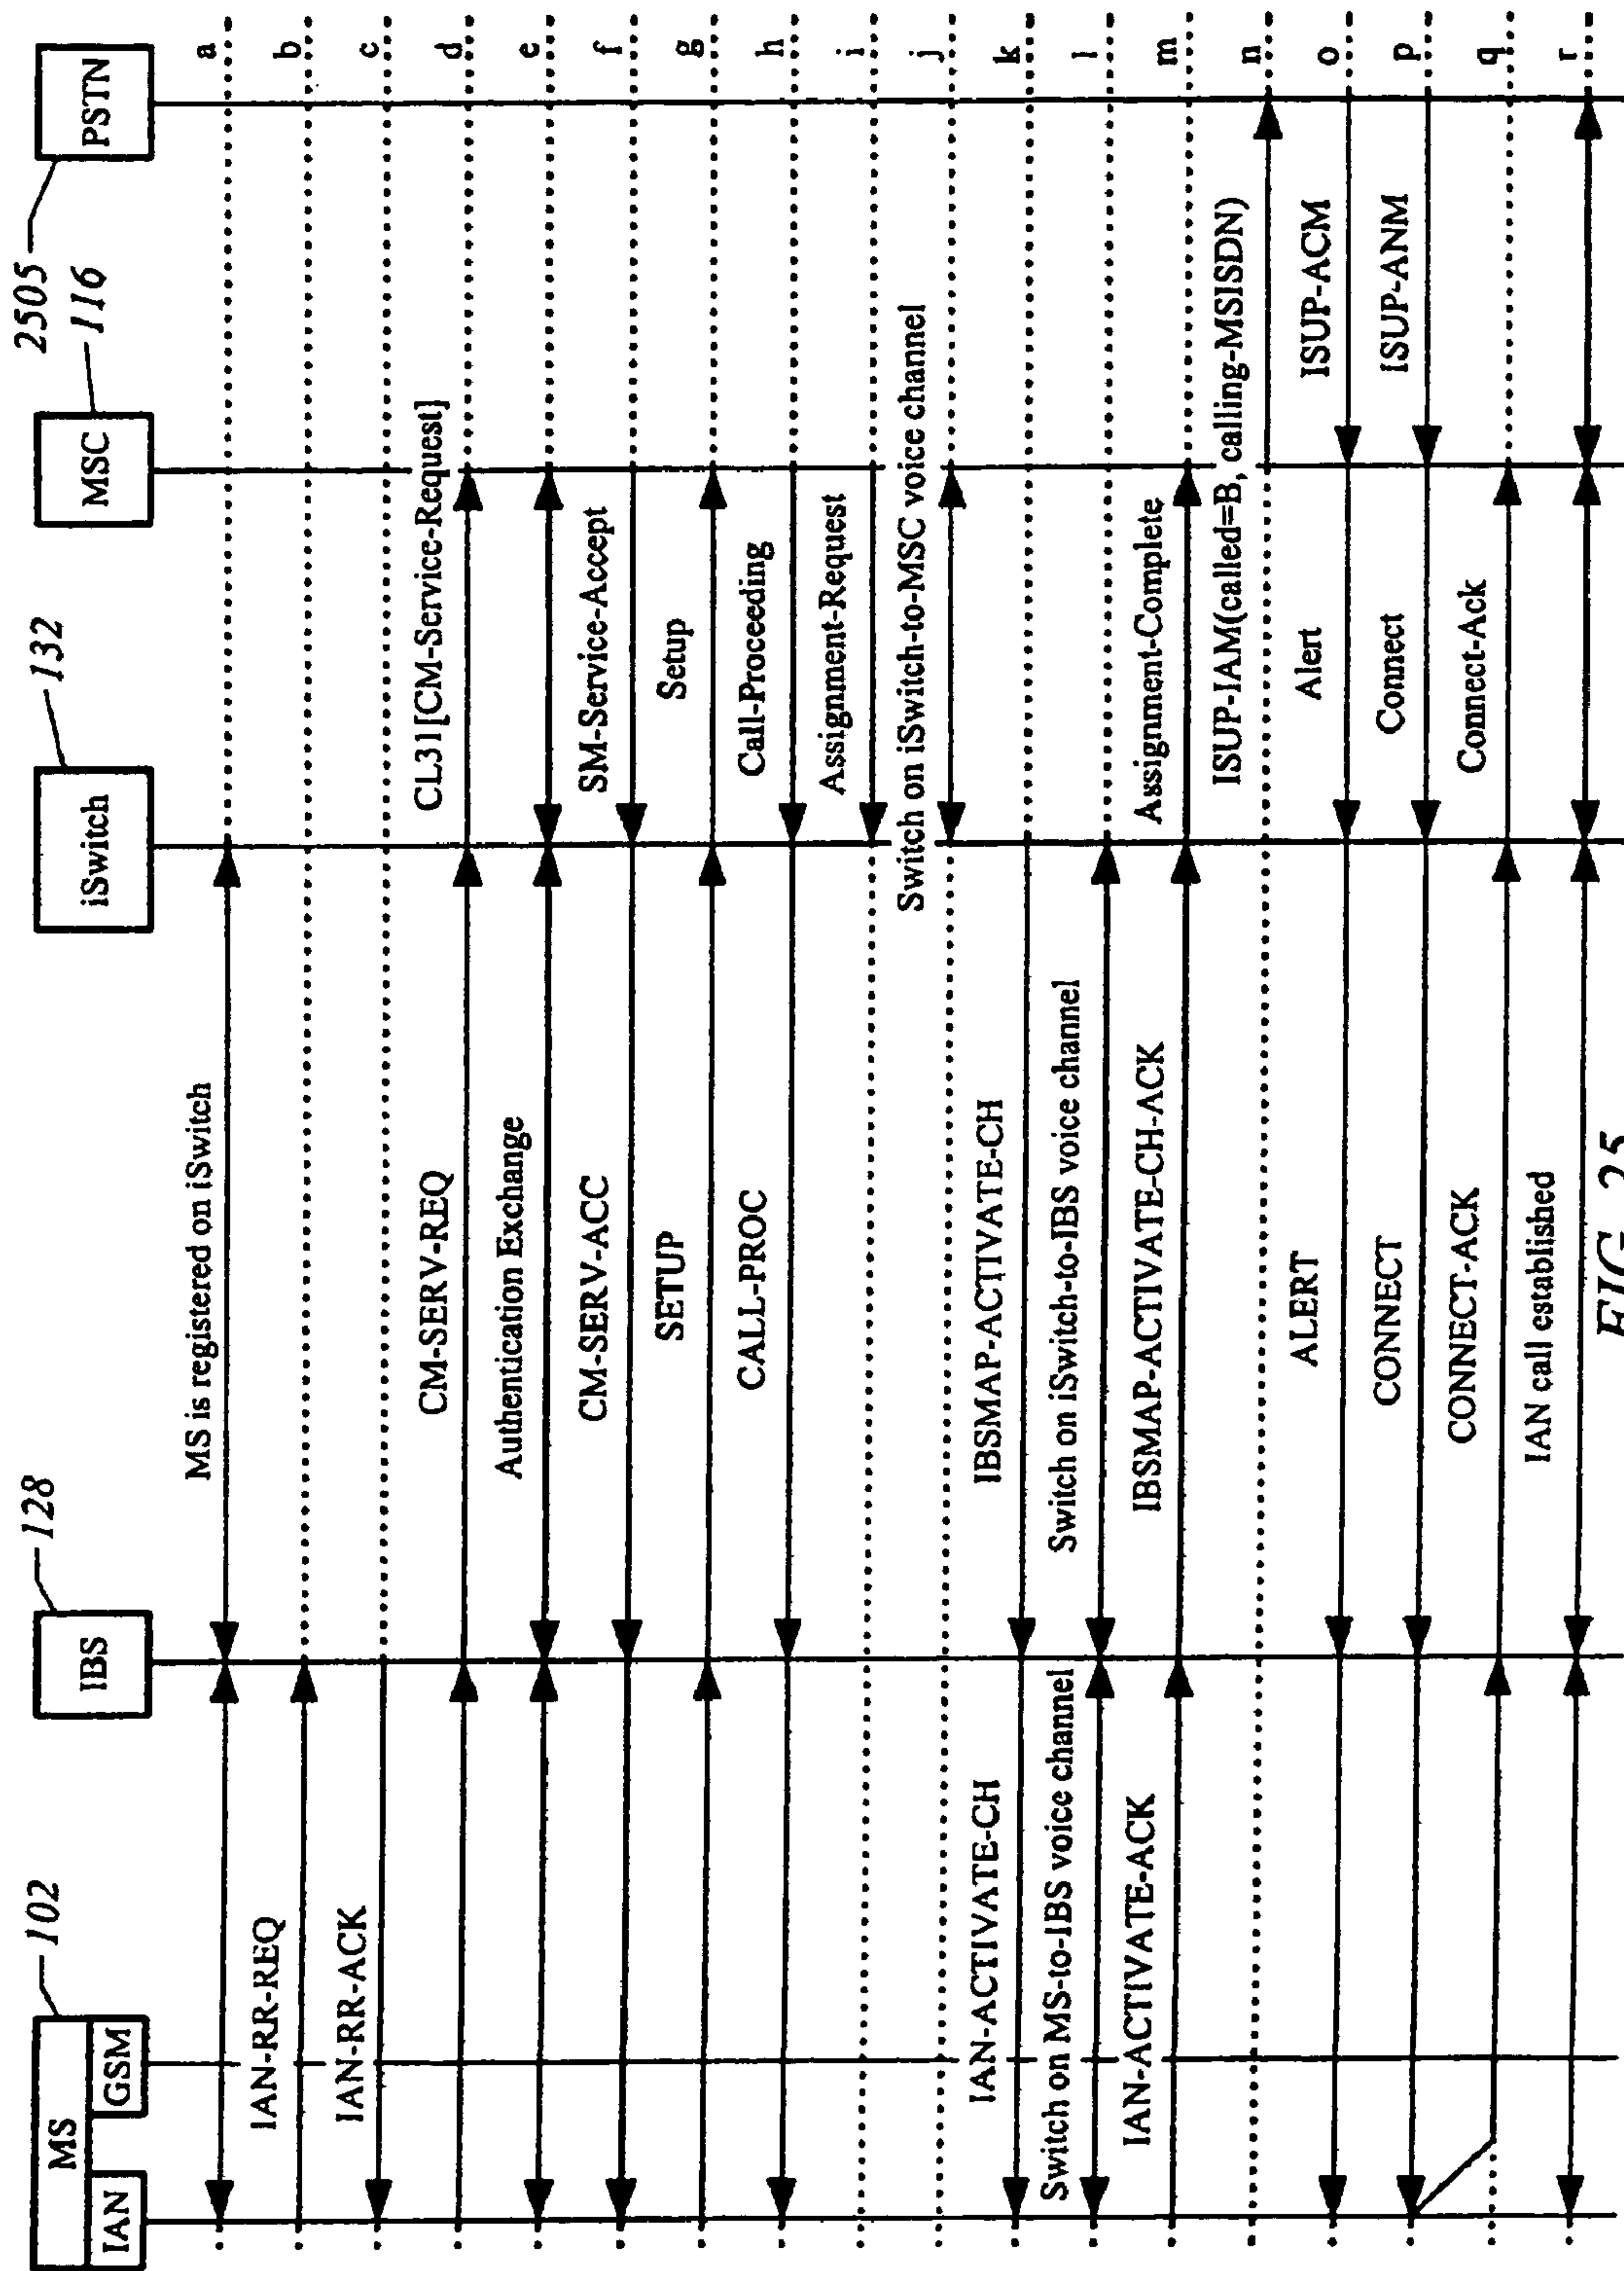 102
128
132
116
2505
MS
IAN
GSM
IBS
iSwitch
MSC
PSTN
MS is registered on iSwitch
a
IAN-RR-REQ
b
IAN-RR-ACK
c
CM-SERV-REQ
CL31[CM-Service-Request]
d
Authentication Exchange
e
CM-SERV-ACC
SM-Service-Accept
f
SETUP
Setup
g
CALL-PROC
Call-Proceeding
h
Assignment-Request
i
Switch on iSwitch-to-MSC voice channel
j
IAN-ACTIVATE-CH
IBSMAP-ACTIVATE-CH
k
Switch on MS-to-IBS voice channel
Switch on iSwitch-to-IBS voice channel
l
IAN-ACTIVATE-ACK
IBSMAP-ACTIVATE-CH-ACK
Assignment-Complete
m
ISUP-IAM(called=B, calling-MSISDN)
n
ALERT
Alert
ISUP-ACM
o
CONNECT
Connect
ISUP-ANM
p
CONNECT-ACK
Connect-Ack
q
IAN call established
r
FIG. 25